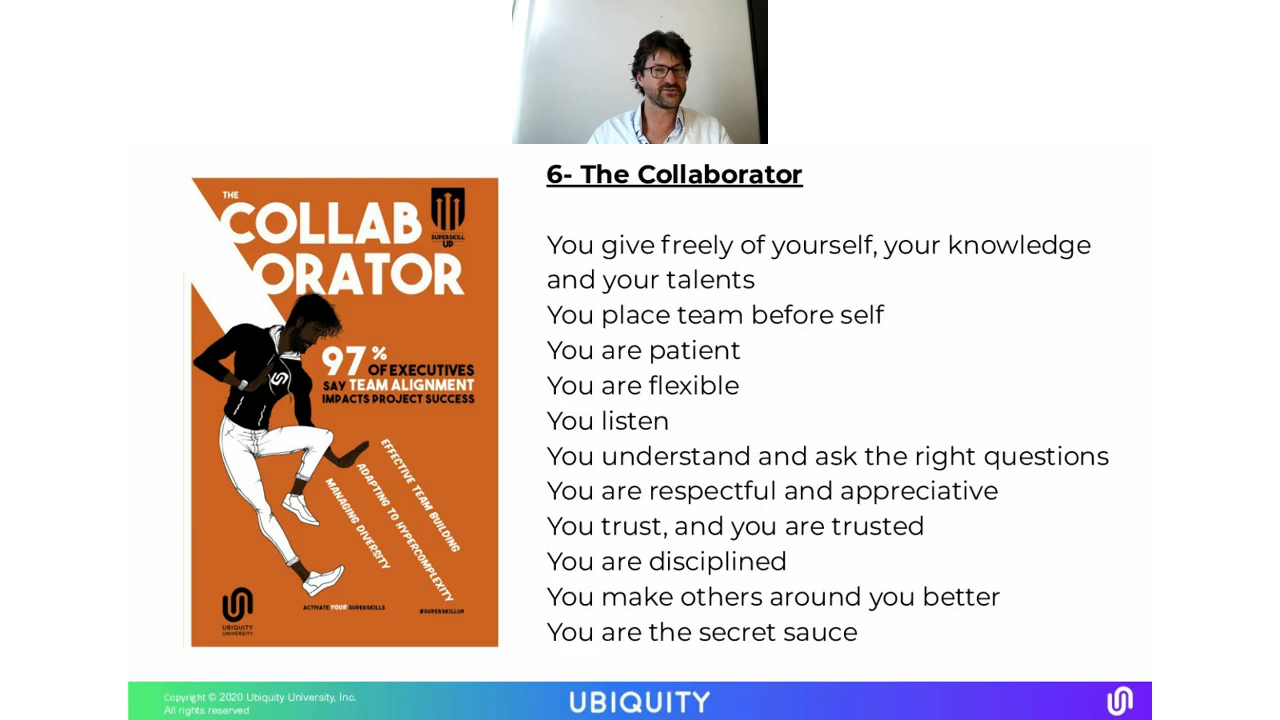 6- The Collaborator
You give freely of yourself, your knowledge
and your talents
You place team before self
You are patient
You are flexible
You listen
You understand and ask the right questions
You are respectful and appreciative
You trust, and you are trusted
You are disciplined
You make others around you better
You are the secret sauce
THE
COLLAB
ORATOR
SUPERSKILL
UP
97%
OF EXECUTIVES
SAY TEAM ALIGNMENT
IMPACTS PROJECT SUCCESS
EFFECTIVE TEAM BUILDING
ADAPTING TO HYPERCOMPLEXITY
MANAGING DIVERSITY
UBIQUITY
UNIVERSITY
ACTIVATE YOUR SUPERSKILLS
#SUPERSKILLUP
Copyright © 2020 Ubiquity University, Inc.
All rights reserved
UBIQUITY